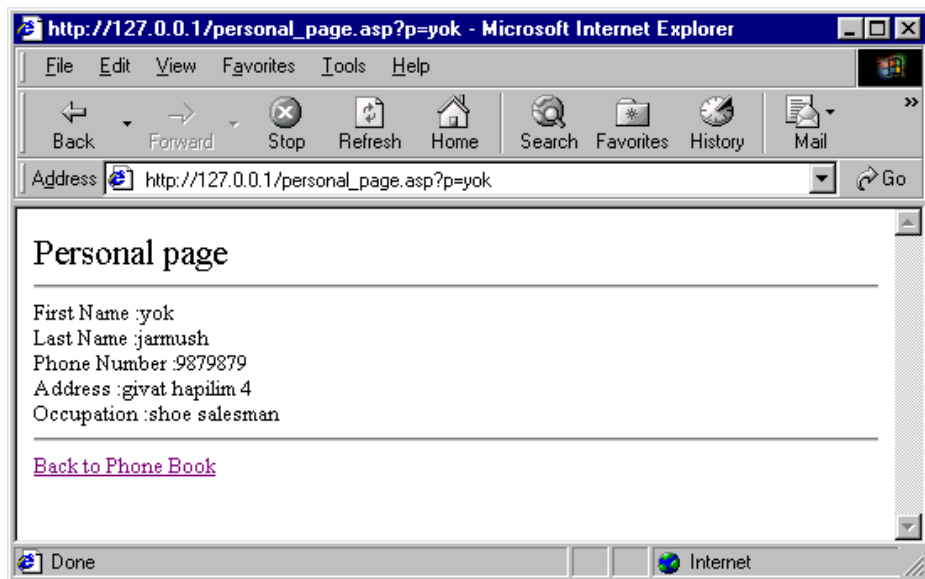 http://127.0.0.1/personal_page.asp?p=yok - Microsoft Internet Explorer
File Edit View Favorites Tools Help
Back Forward Stop Refresh Home Search Favorites History Mail »
Address http://127.0.0.1/personal_page.asp?p=yok Go
Personal page
First Name :yok
Last Name :jarmush
Phone Number :9879879
Address :givat hapilim 4
Occupation :shoe salesman
Back to Phone Book
Done Internet